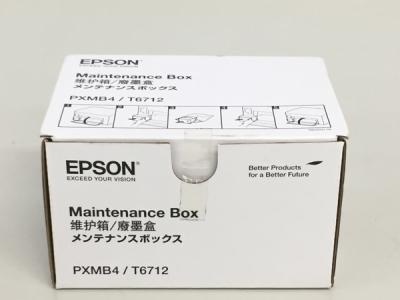 EPSON
Maintenance Box
维护箱/廢墨盒
メンテナンスボックス
PXMB4 / T6712
EPSON
EXCEED YOUR VISION
Better Products
for a Better Future
Maintenance Box
维护箱/廢墨盒
メンテナンスボックス
PXMB4 / T6712